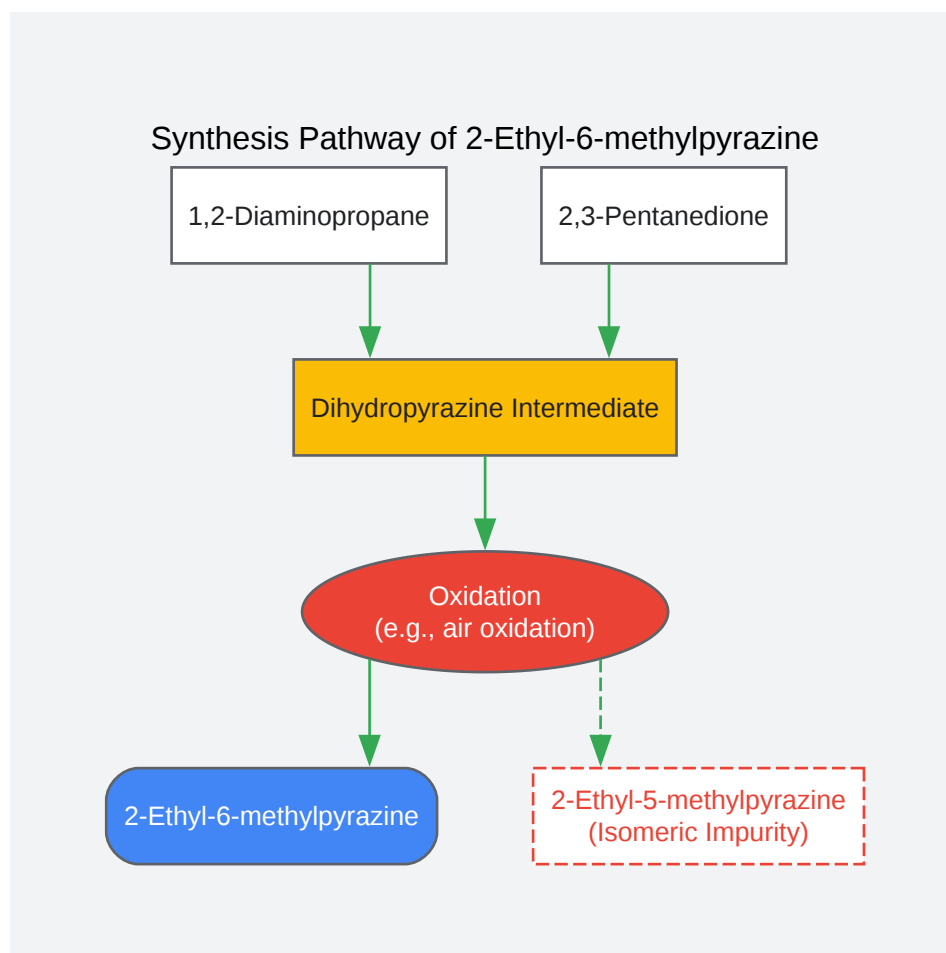 Synthesis Pathway of 2-Ethyl-6-methylpyrazine
1,2-Diaminopropane
2,3-Pentanedione
Dihydropyrazine Intermediate
Oxidation
(e.g., air oxidation)
2-Ethyl-6-methylpyrazine
2-Ethyl-5-methylpyrazine
(Isomeric Impurity)